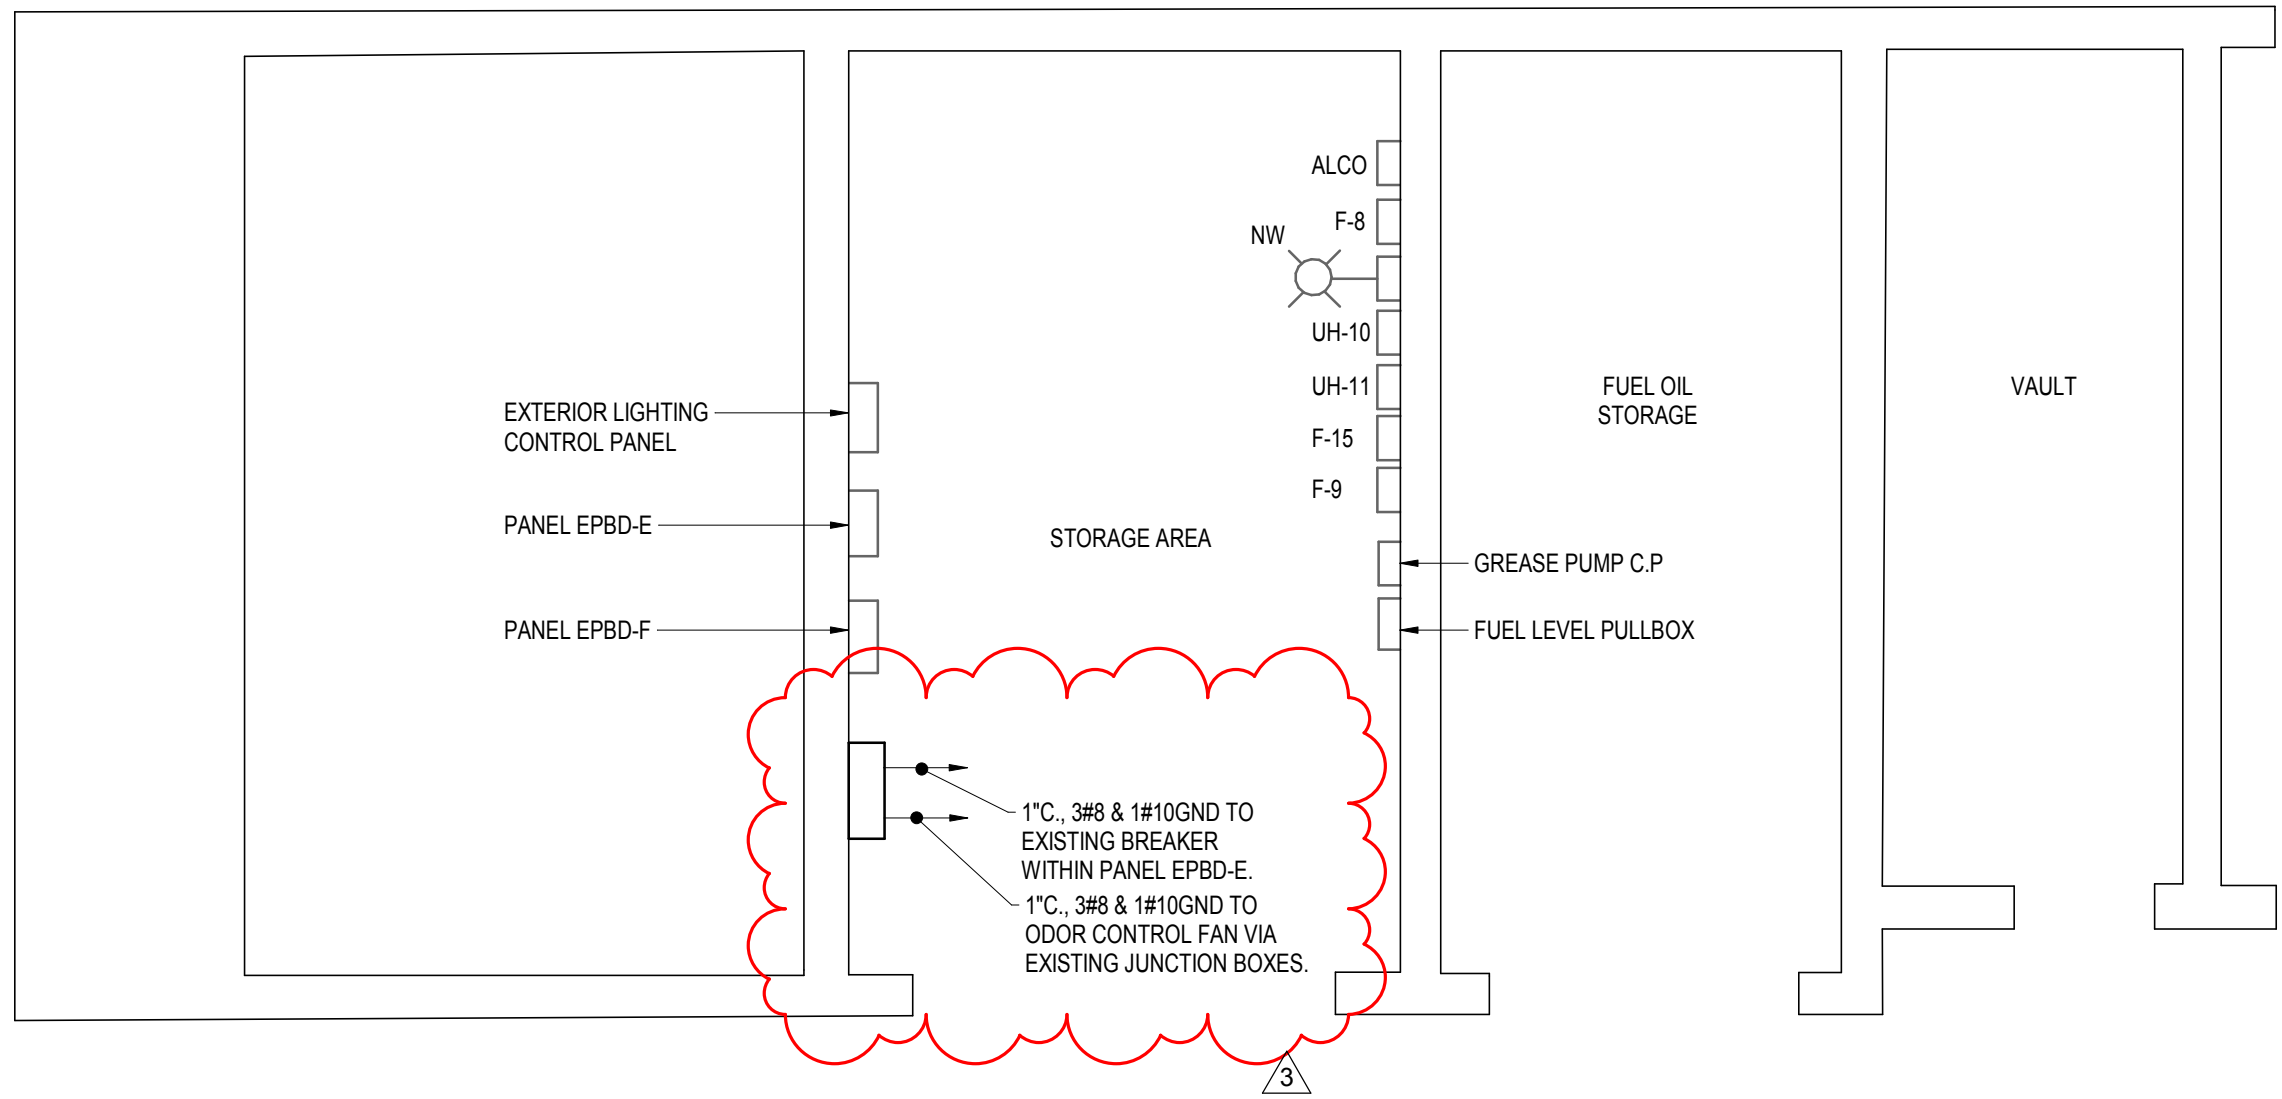 ALCO
F-8
NW
UH-10
UH-11
F-15
F-9
EXTERIOR LIGHTING
CONTROL PANEL
PANEL EPBD-E
PANEL EPBD-F
STORAGE AREA
FUEL OIL
STORAGE
VAULT
GREASE PUMP C.P
FUEL LEVEL PULLBOX
1"C., 3#8 & 1#10GND TO
EXISTING BREAKER
WITHIN PANEL EPBD-E.
1"C., 3#8 & 1#10GND TO
ODOR CONTROL FAN VIA
EXISTING JUNCTION BOXES.
3